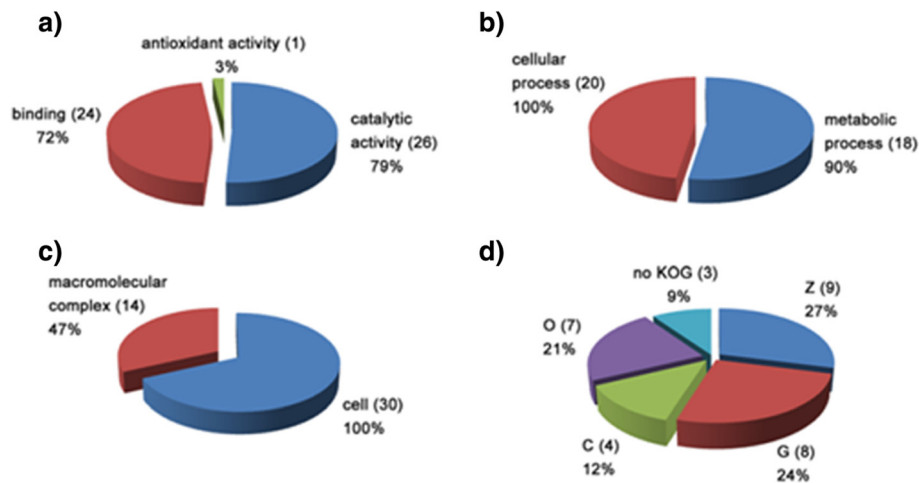 a)
antioxidant activity (1)
3%
binding (24)
72%
catalytic
activity (26)
79%
b)
cellular
process (20)
100%
metabolic
process (18)
90%
c)
macromolecular
complex (14)
47%
cell (30)
100%
d)
no KOG (3)
9%
Z (9)
27%
O (7)
21%
C (4)
12%
G (8)
24%